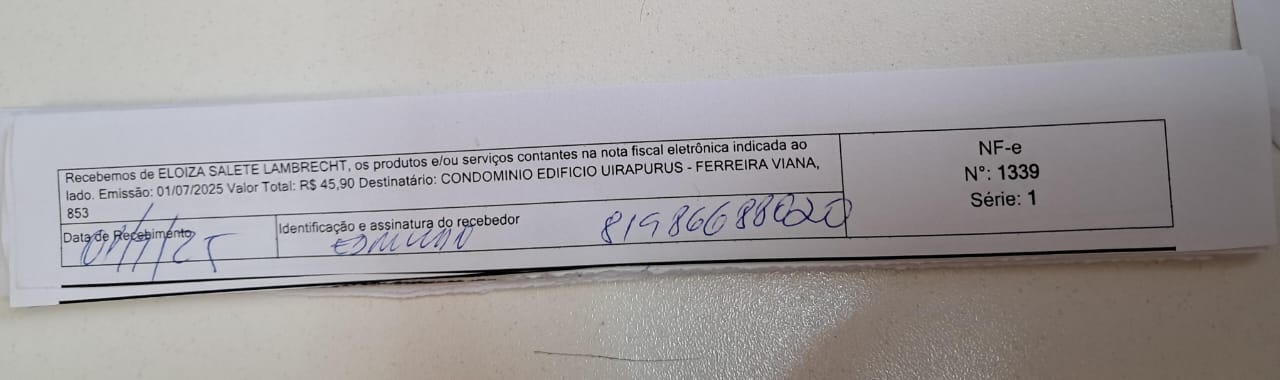 Recebemos de ELOIZA SALETE LAMBRECHT, os produtos e/ou serviços contantes na nota fiscal eletrônica indicada ao
lado. Emissão: 01/07/2025 Valor Total: R$ 45,90 Destinatário: CONDOMINIO EDIFICIO UIRAPURUS - FERREIRA VIANA,
853
Data de Recebimento
Identificação e assinatura do recebedor
81986688020
NF-e
N°: 1339
Série: 1